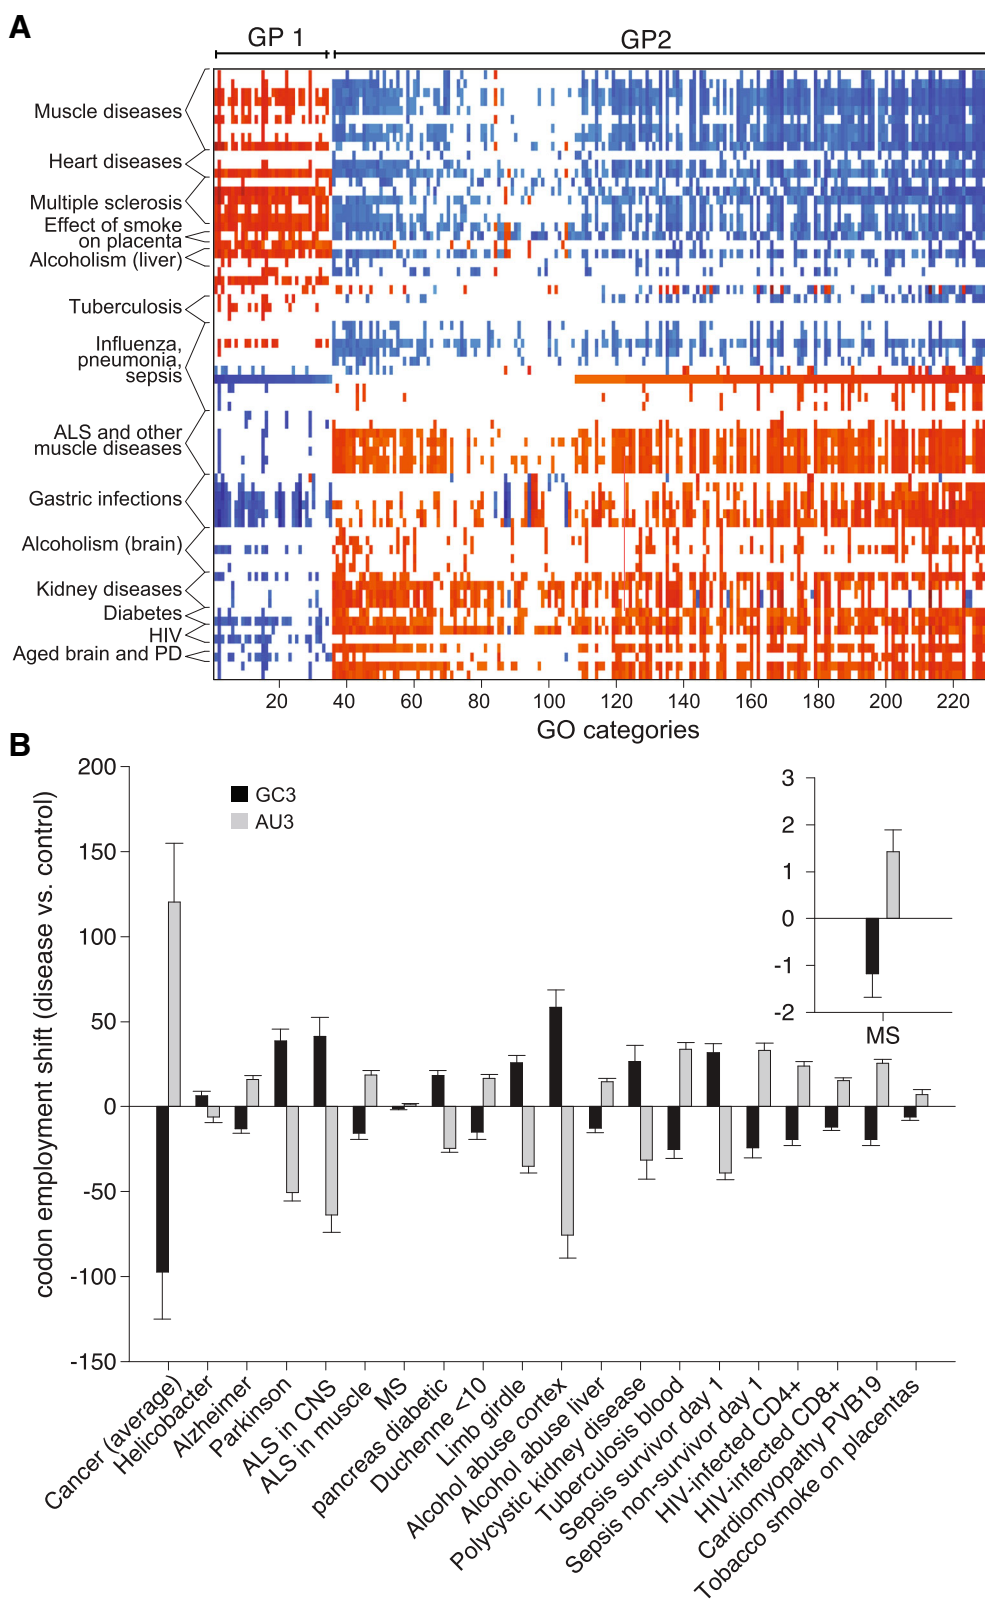 A
GP 1
GP2
Muscle diseases
Heart diseases
Multiple sclerosis
Effect of smoke
on placenta
Alcoholism (liver)
Tuberculosis
Influenza,
pneumonia,
sepsis
ALS and other
muscle diseases
Gastric infections
Alcoholism (brain)
Kidney diseases
Diabetes
HIV
Aged brain and PD
20 40 60 80 100 120 140 160 180 200 220
GO categories
B
codon employment shift (disease vs. control)
200
150
100
50
0
-50
-100
-150
GC3
AU3
3
2
1
0
-1
-2
MS
Cancer (average)
Helicobacter
Alzheimer
Parkinson
ALS in CNS
ALS in muscle
MS
pancreas diabetic
Duchenne <10
Limb girdle
Alcohol abuse cortex
Alcohol abuse liver
Polycystic kidney disease
Tuberculosis blood
Sepsis survivor day 1
Sepsis non-survivor day 1
HIV-infected CD4+
HIV-infected CD8+
Cardiomyopathy PVB19
Tobacco smoke on placentas